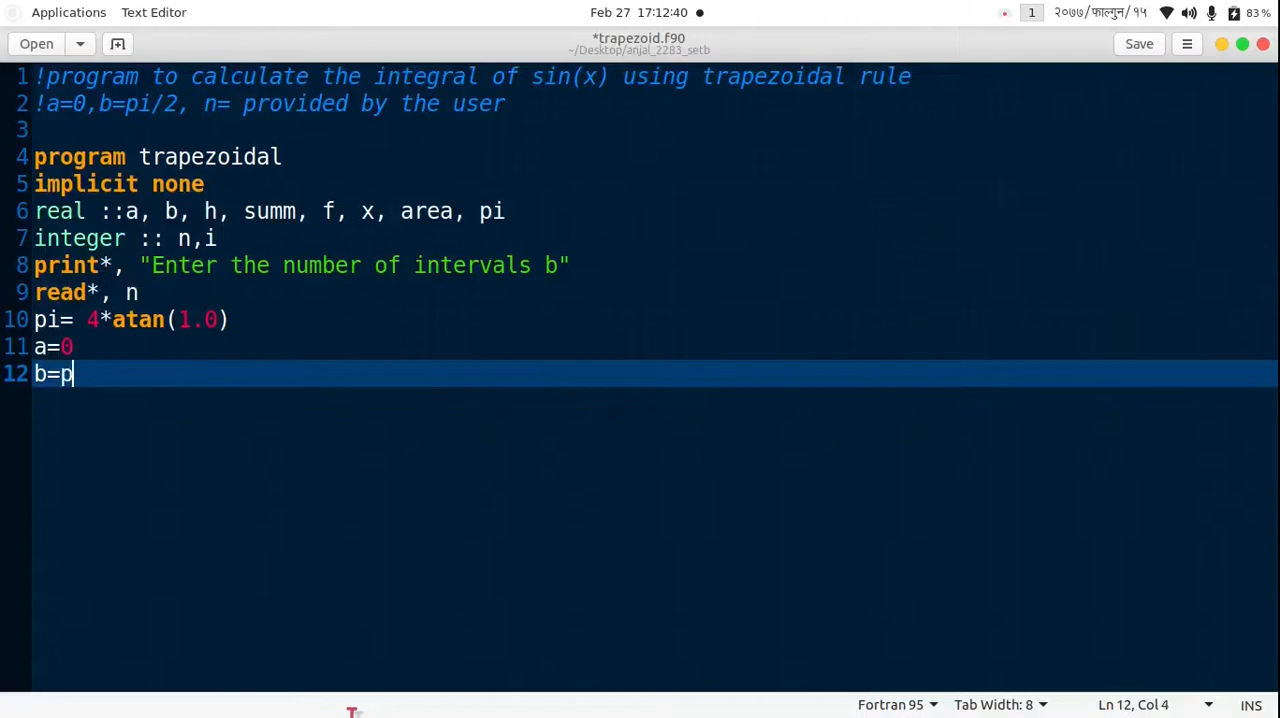 Applications Text Editor Feb 27 17:12:40 1 २०७७/फाल्गुन/१५ 83%
Open *trapezoid.f90 Save
~/Desktop/anjal_2283_setb
1 !program to calculate the integral of sin(x) using trapezoidal rule
2 !a=0,b=pi/2, n= provided by the user
3
4 program trapezoidal
5 implicit none
6 real ::a, b, h, summ, f, x, area, pi
7 integer :: n,i
8 print*, "Enter the number of intervals b"
9 read*, n
10 pi= 4*atan(1.0)
11 a=0
12 b=p
Fortran 95 Tab Width: 8 Ln 12, Col 4 INS